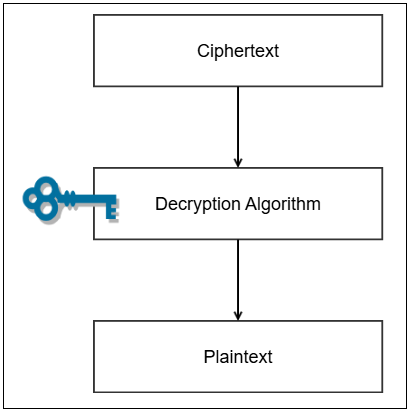 Ciphertext
Decryption Algorithm
Plaintext